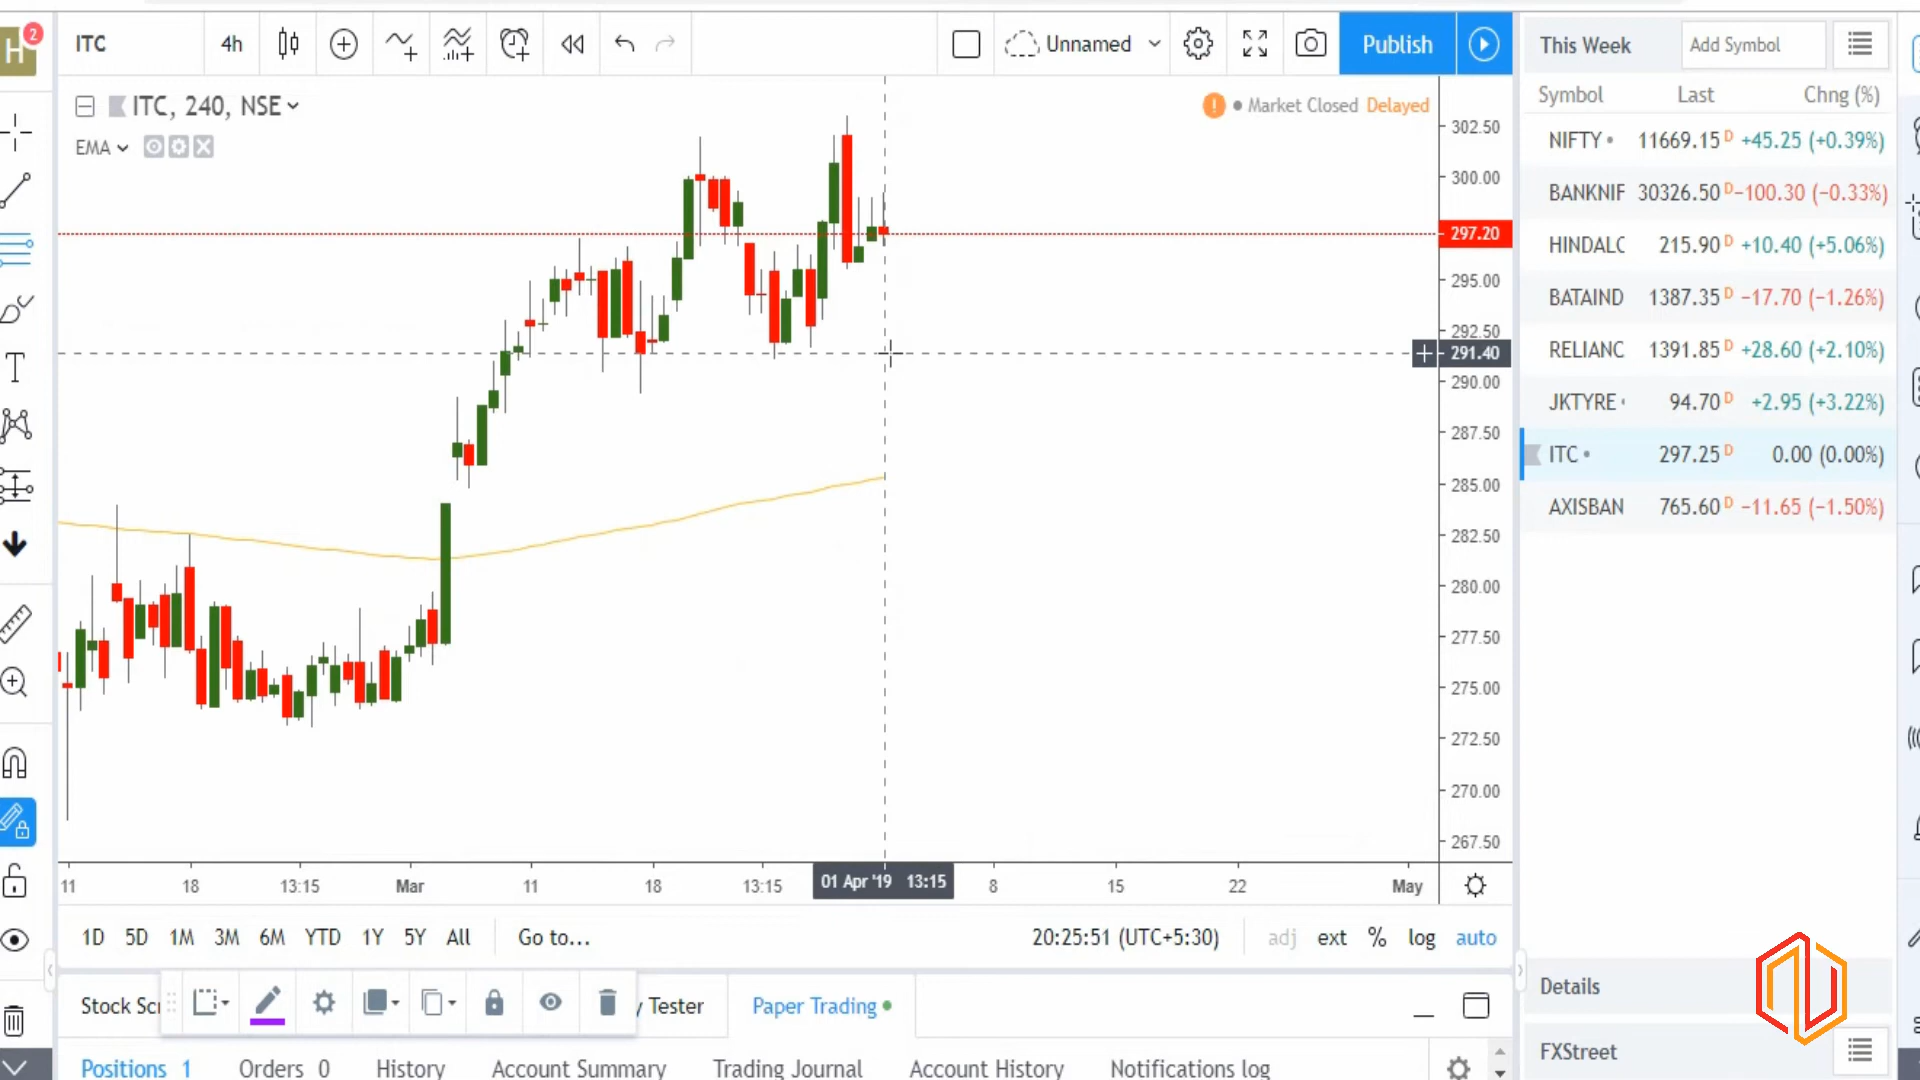 H
2
ITC
4h
Unnamed
Publish
This Week
Add Symbol
ITC, 240, NSE
! • Market Closed Delayed
EMA
Symbol Last Chng (%)
NIFTY • 11669.15 D +45.25 (+0.39%)
BANKNIF 30326.50 D −100.30 (−0.33%)
HINDALC 215.90 D +10.40 (+5.06%)
BATAIND 1387.35 D −17.70 (−1.26%)
RELIANC 1391.85 D +28.60 (+2.10%)
JKTYRE 94.70 D +2.95 (+3.22%)
ITC • 297.25 D 0.00 (0.00%)
AXISBAN 765.60 D −11.65 (−1.50%)
302.50
300.00
297.20
295.00
292.50
291.40
290.00
287.50
285.00
282.50
280.00
277.50
275.00
272.50
270.00
267.50
T
11 18 13:15 Mar 11 18 13:15 01 Apr '19 13:15 8 15 22 May
1D 5D 1M 3M 6M YTD 1Y 5Y All Go to...
20:25:51 (UTC+5:30) adj ext % log auto
Details
Stock Sc
y Tester
Paper Trading •
FXStreet
Positions 1 Orders 0 History Account Summary Trading Journal Account History Notifications log